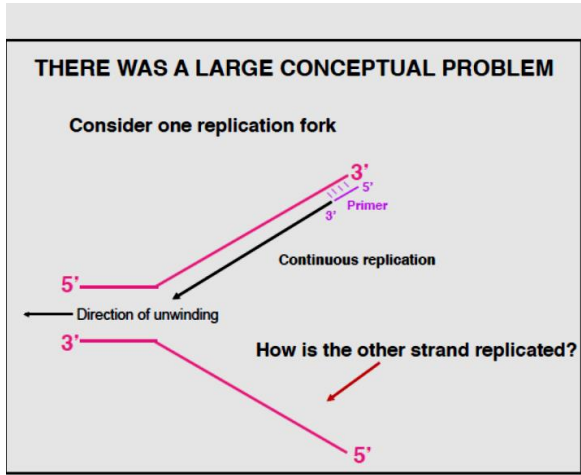 THERE WAS A LARGE CONCEPTUAL PROBLEM
Consider one replication fork
3’
5’
Primer
3’
Continuous replication
5’
Direction of unwinding
3’
How is the other strand replicated?
5’